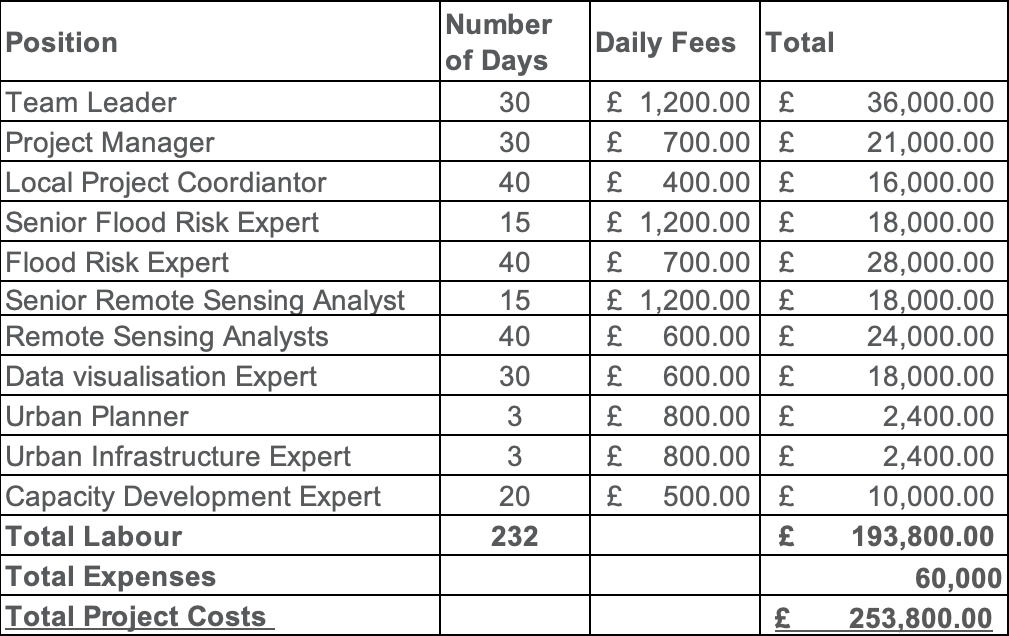 Position Number of Days Daily Fees Total
Team Leader 30 £ 1,200.00 £ 36,000.00
Project Manager 30 £ 700.00 £ 21,000.00
Local Project Coordiantor 40 £ 400.00 £ 16,000.00
Senior Flood Risk Expert 15 £ 1,200.00 £ 18,000.00
Flood Risk Expert 40 £ 700.00 £ 28,000.00
Senior Remote Sensing Analyst 15 £ 1,200.00 £ 18,000.00
Remote Sensing Analysts 40 £ 600.00 £ 24,000.00
Data visualisation Expert 30 £ 600.00 £ 18,000.00
Urban Planner 3 £ 800.00 £ 2,400.00
Urban Infrastructure Expert 3 £ 800.00 £ 2,400.00
Capacity Development Expert 20 £ 500.00 £ 10,000.00
Total Labour 232 £ 193,800.00
Total Expenses 60,000
Total Project Costs £ 253,800.00